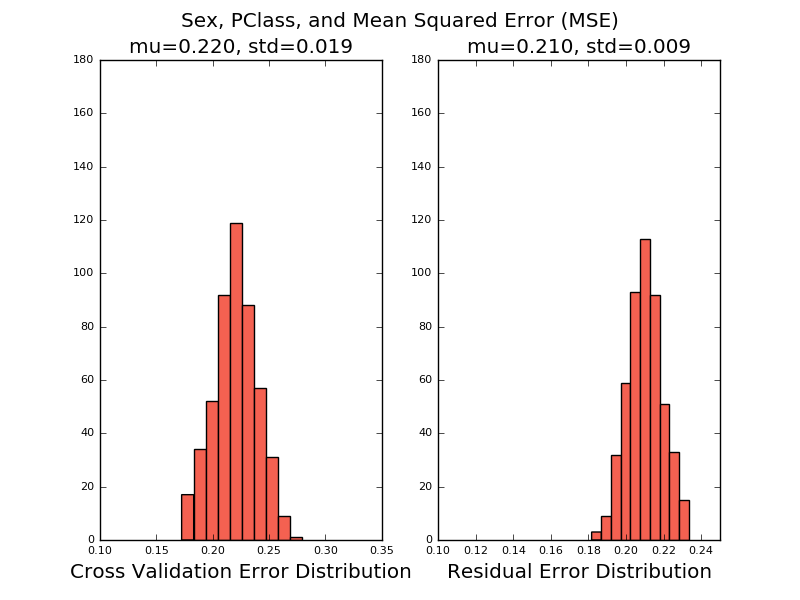 Sex, PClass, and Mean Squared Error (MSE)
mu=0.220, std=0.019
180
160
140
120
100
80
60
40
20
0
0.10 0.15 0.20 0.25 0.30 0.35
Cross Validation Error Distribution
mu=0.210, std=0.009
180
160
140
120
100
80
60
40
20
0
0.10 0.12 0.14 0.16 0.18 0.20 0.22 0.24
Residual Error Distribution